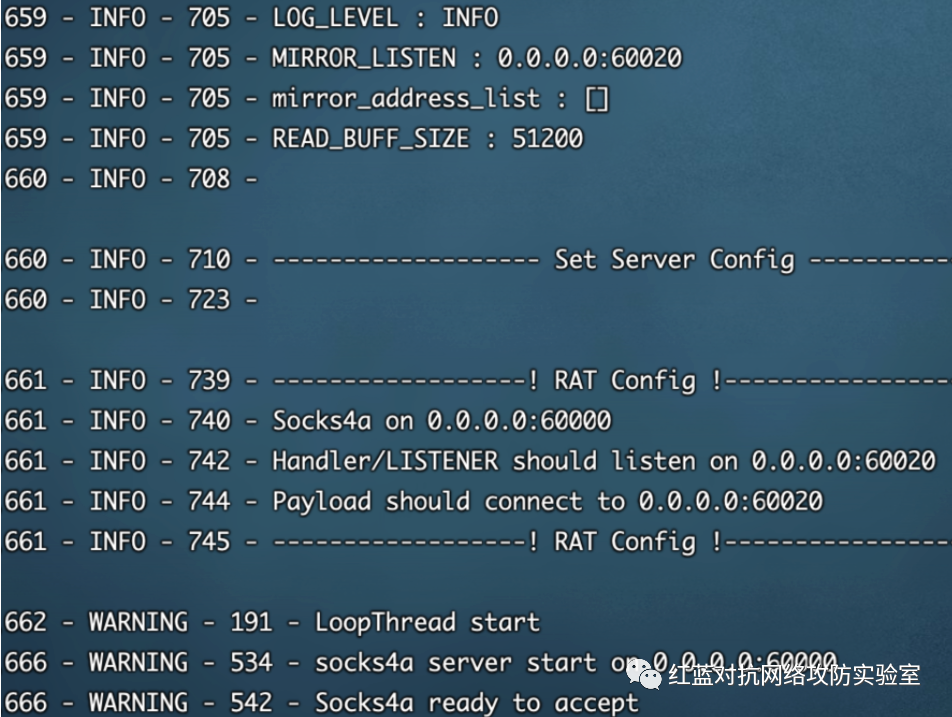 659 - INFO - 705 - LOG_LEVEL : INFO
659 - INFO - 705 - MIRROR_LISTEN : 0.0.0.0:60020
659 - INFO - 705 - mirror_address_list : []
659 - INFO - 705 - READ_BUFF_SIZE : 51200
660 - INFO - 708 -
660 - INFO - 710 - ------------------- Set Server Config ----------
660 - INFO - 723 -
661 - INFO - 739 - ------------------! RAT Config !----------------
661 - INFO - 740 - Socks4a on 0.0.0.0:60000
661 - INFO - 742 - Handler/LISTENER should listen on 0.0.0.0:60020
661 - INFO - 744 - Payload should connect to 0.0.0.0:60020
661 - INFO - 745 - ------------------! RAT Config !----------------
662 - WARNING - 191 - LoopThread start
666 - WARNING - 534 - socks4a server start on 0.0.0.0:60000
红蓝对抗网络攻防实验室
666 - WARNING - 542 - Socks4a ready to accept